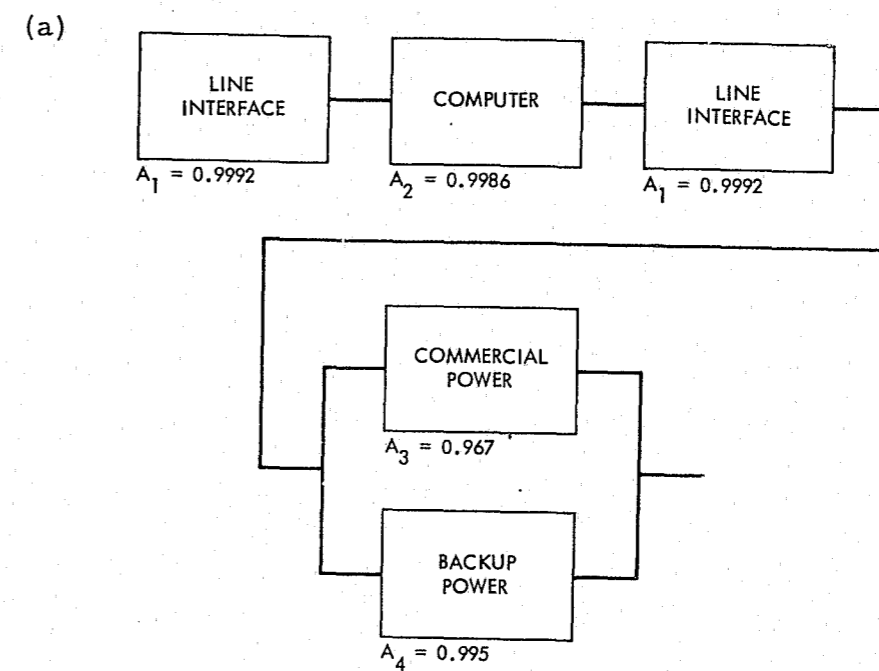 (a)
LINE
INTERFACE
A1 = 0.9992
COMPUTER
A2 = 0.9986
LINE
INTERFACE
A1 = 0.9992
COMMERCIAL
POWER
A3 = 0.967
BACKUP
POWER
A4 = 0.995